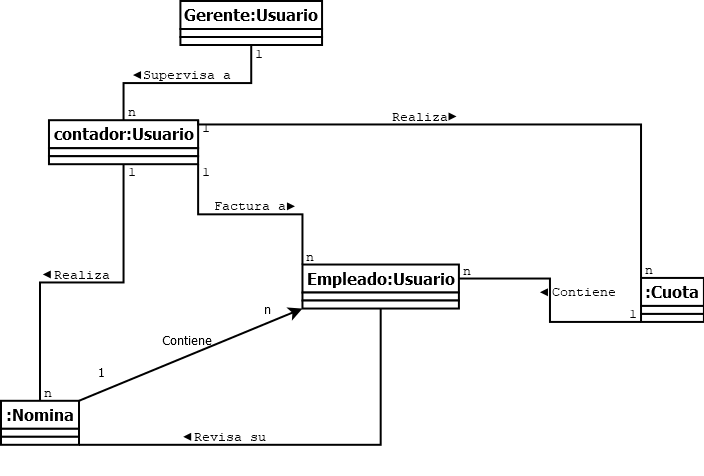 Gerente:Usuario
1
Supervisa a
n
contador:Usuario
1
Realiza
1
1
Factura a
n
Realiza
n
Empleado:Usuario
n
Contiene
n
:Cuota
1
n
Contiene
1
n
:Nomina
Revisa su